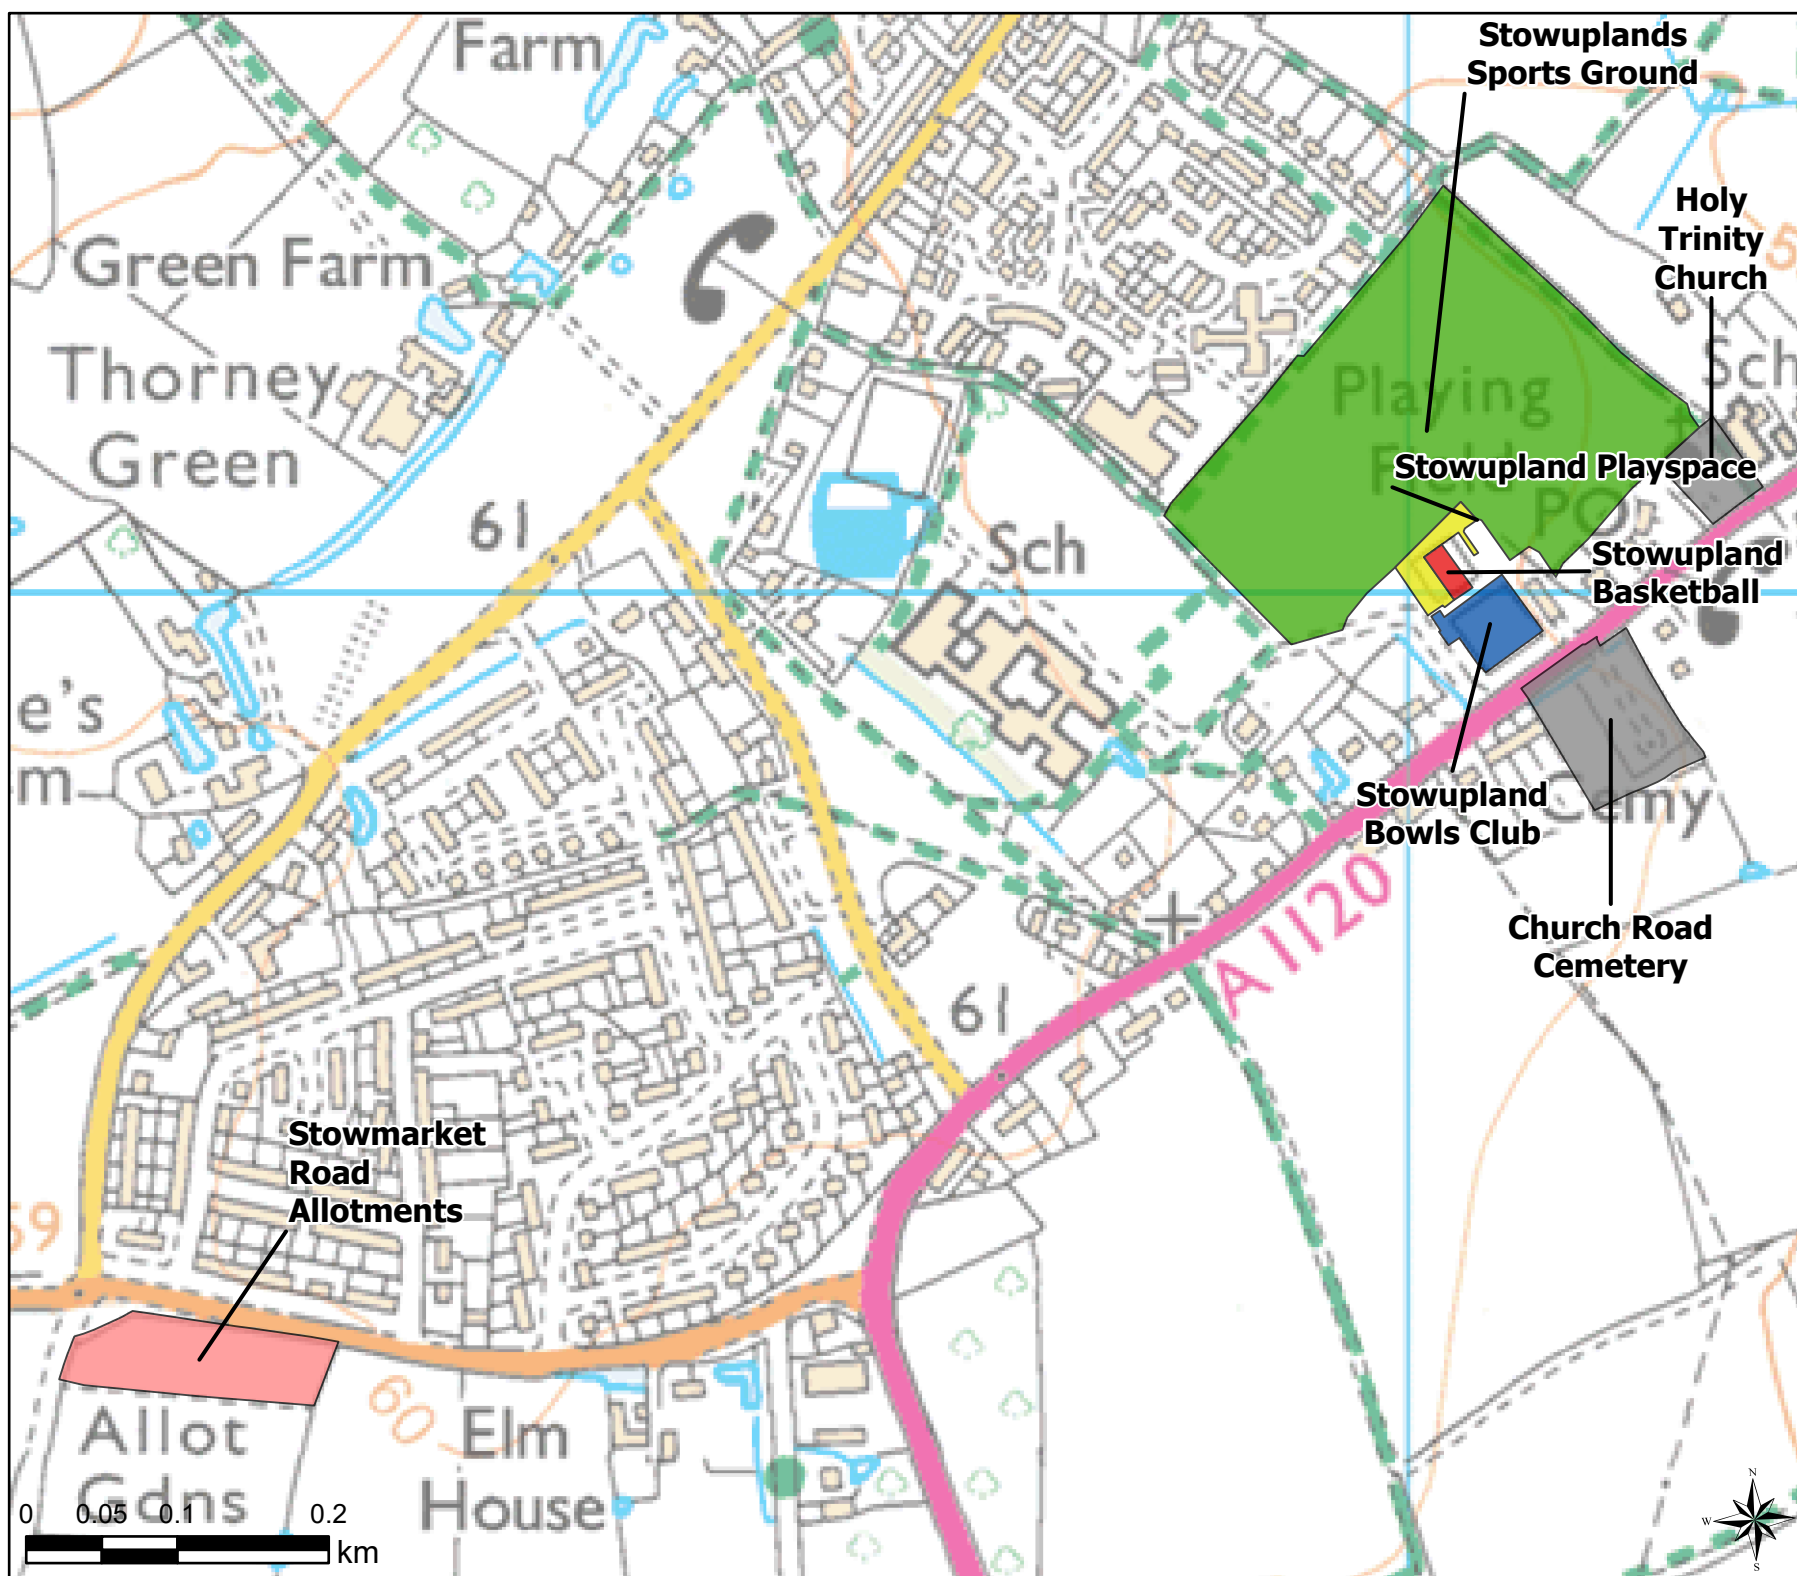 Farm
Stowuplands
Sports Ground
Holy
Trinity
Church
Green Farm
Thorney
Green
61
Sch
Playing
Field
Stowupland Playspace
PO
Sch
Stowupland
Basketball
e's
m
Stowupland
Bowls Club
Cemy
A1120
Church Road
Cemetery
61
Stowmarket
Road
Allotments
59
60
Allot
Gdns
Elm
House
0 0.05 0.1 0.2
km
N
W
S